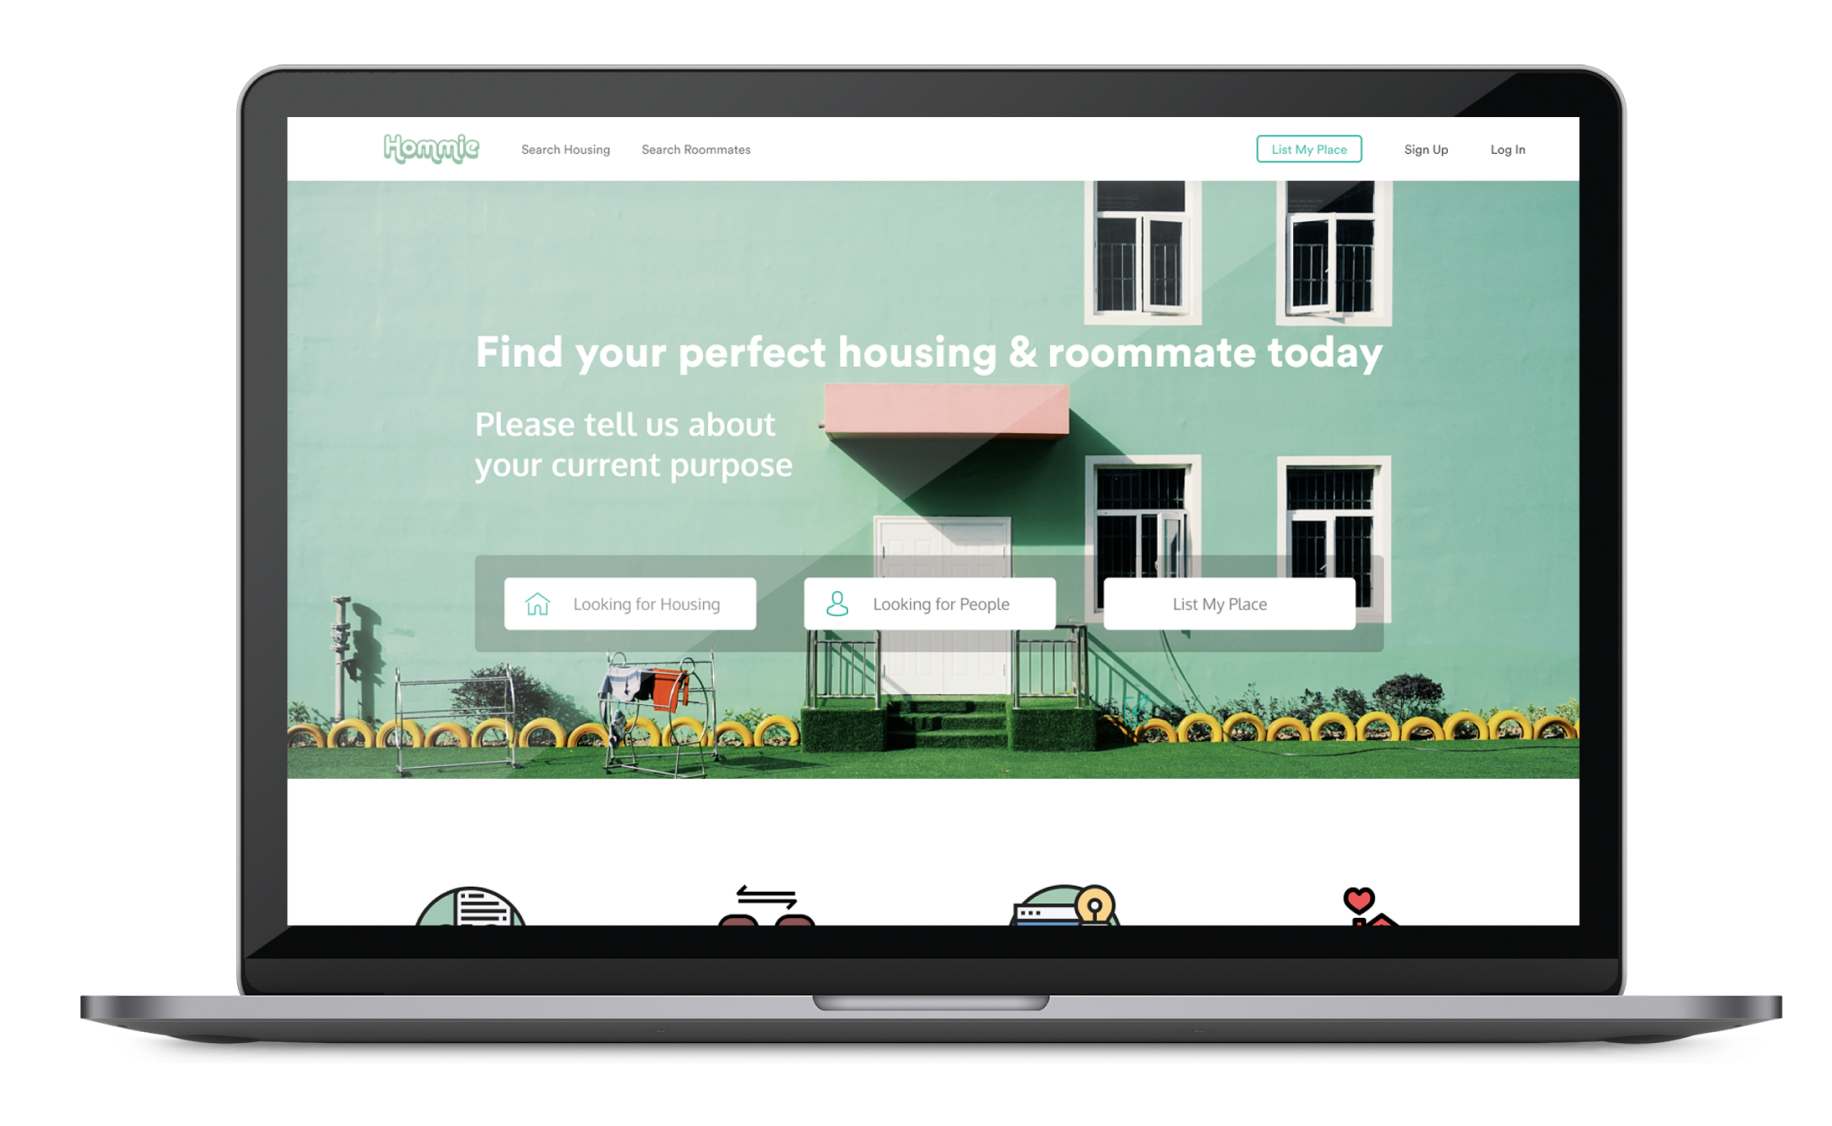 Hommie
Search Housing
Search Roommates
List My Place
Sign Up
Log In
Find your perfect housing & roommate today
Please tell us about
your current purpose
Looking for Housing
Looking for People
List My Place